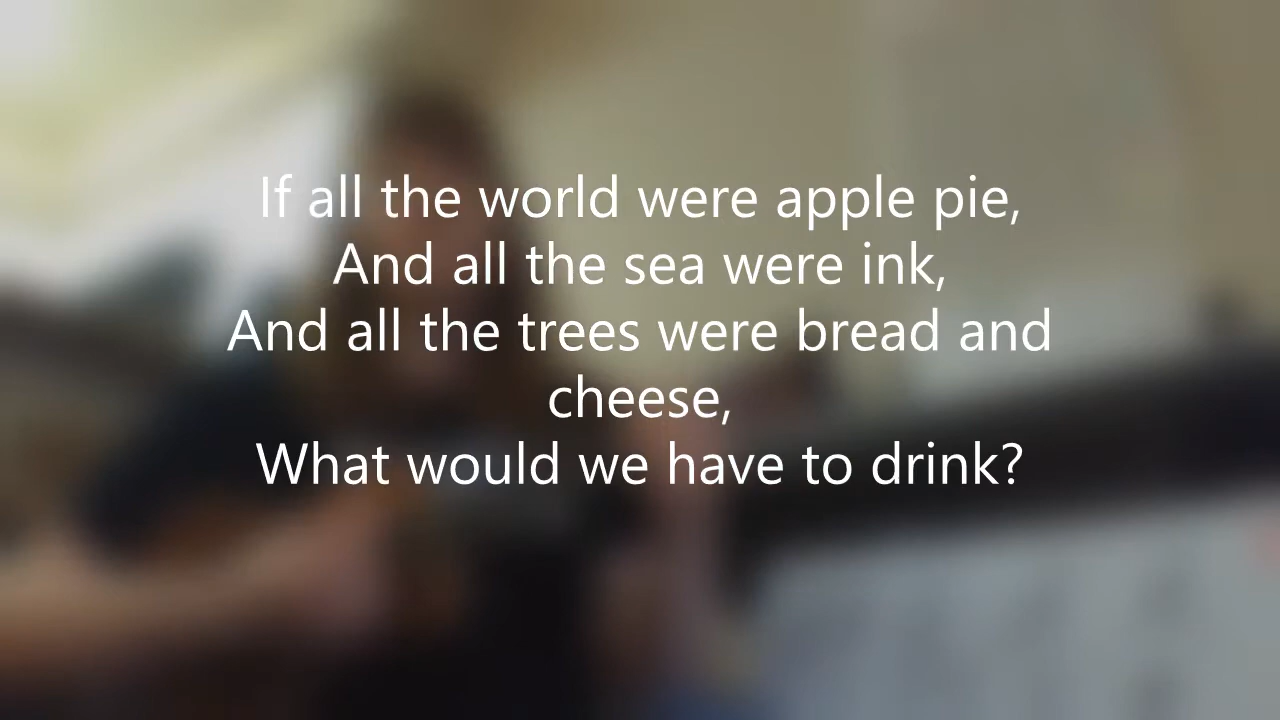 If all the world were apple pie,
And all the sea were ink,
And all the trees were bread and
cheese,
What would we have to drink?